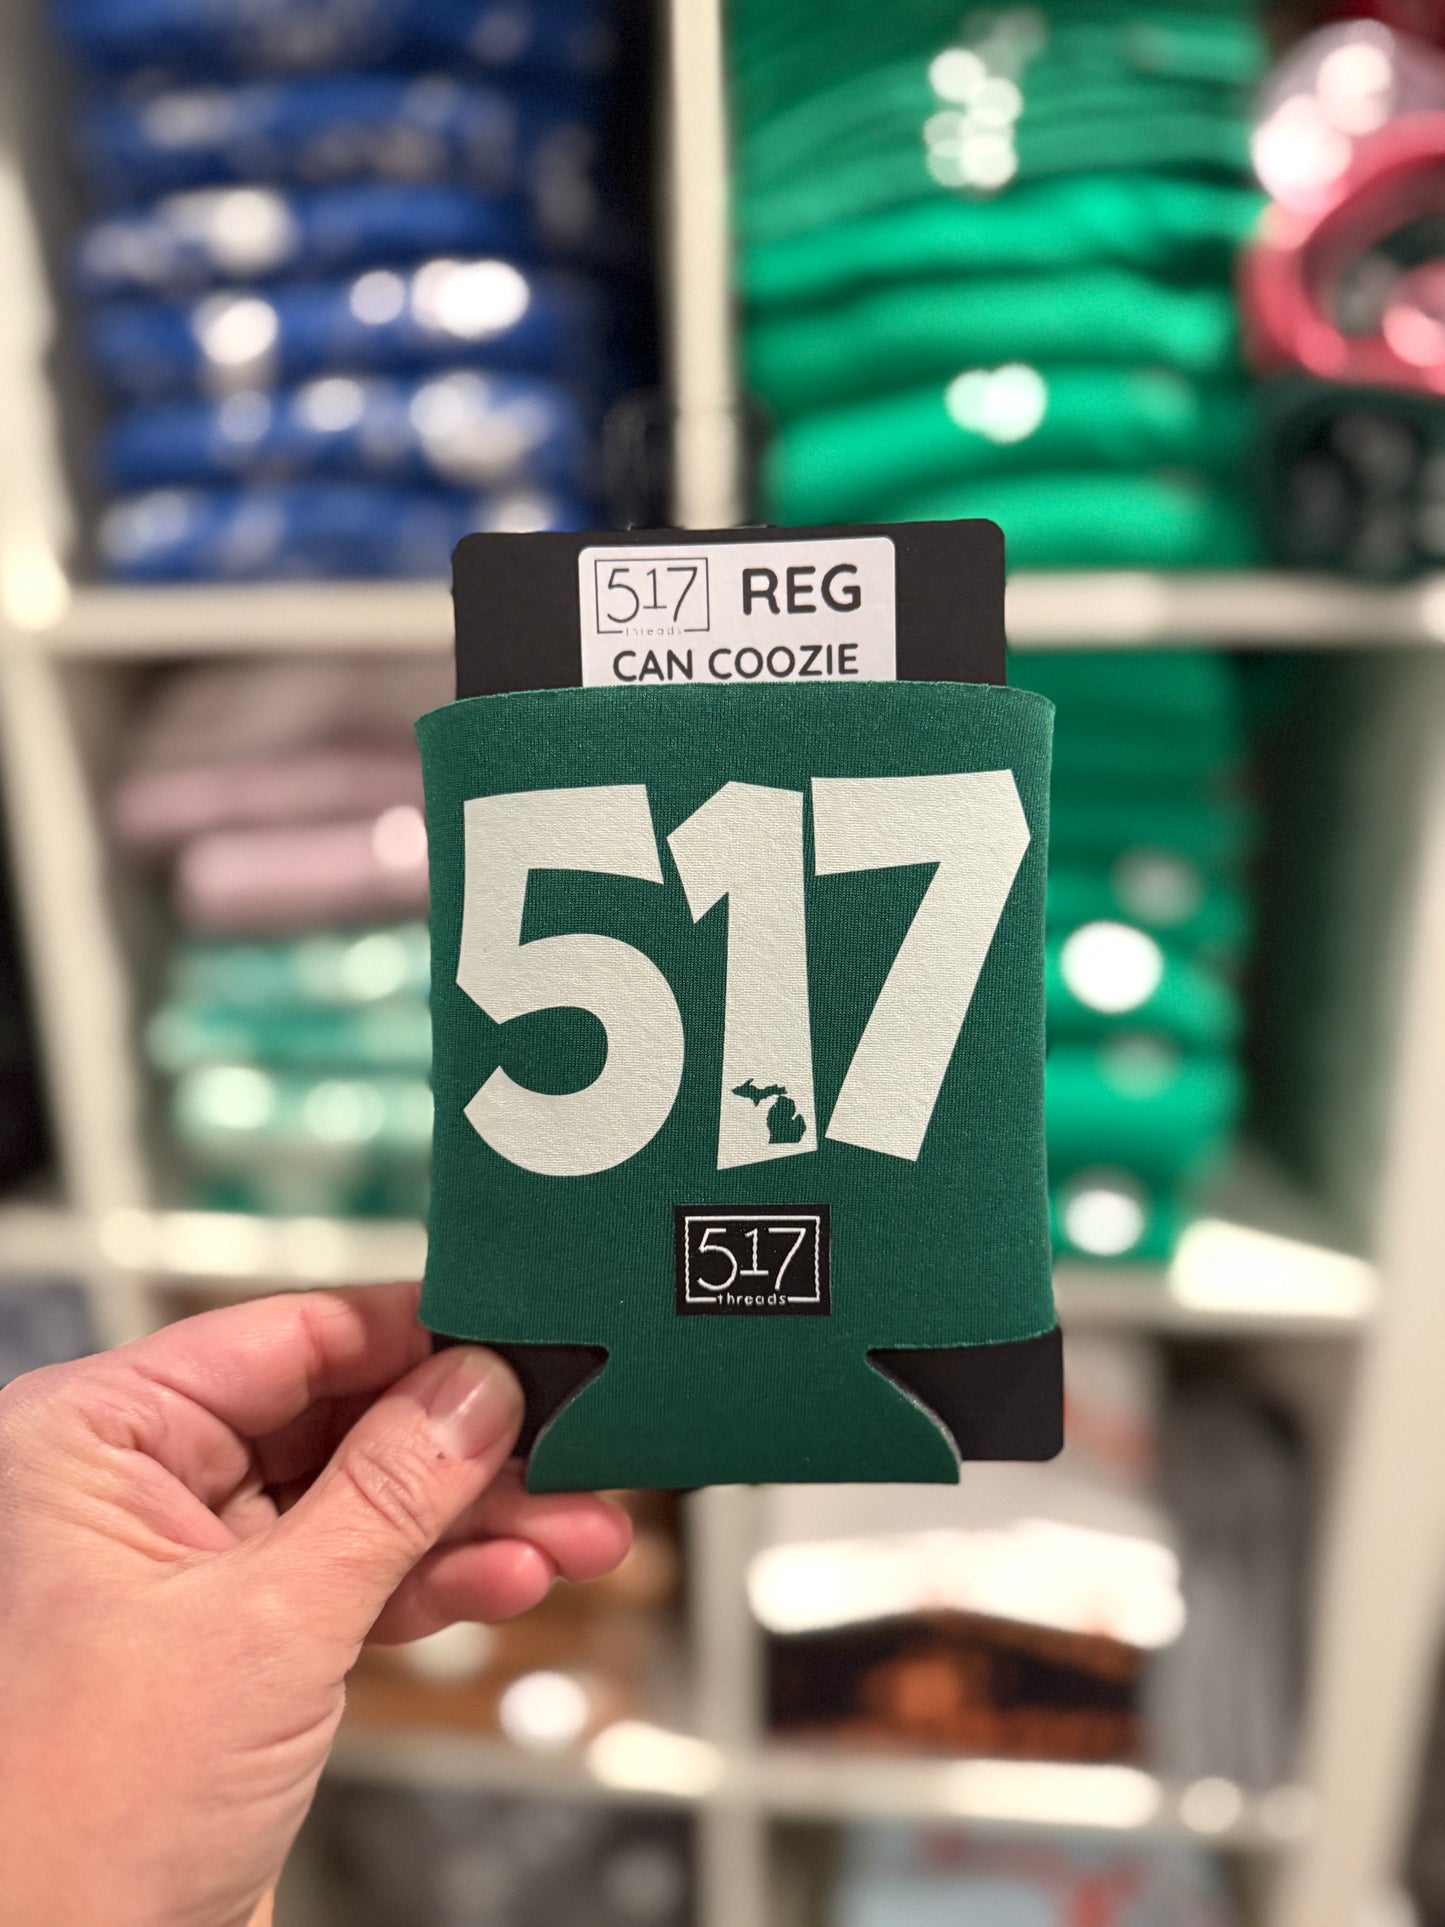 517 REG
threads
CAN COOZIE
517
517
threads